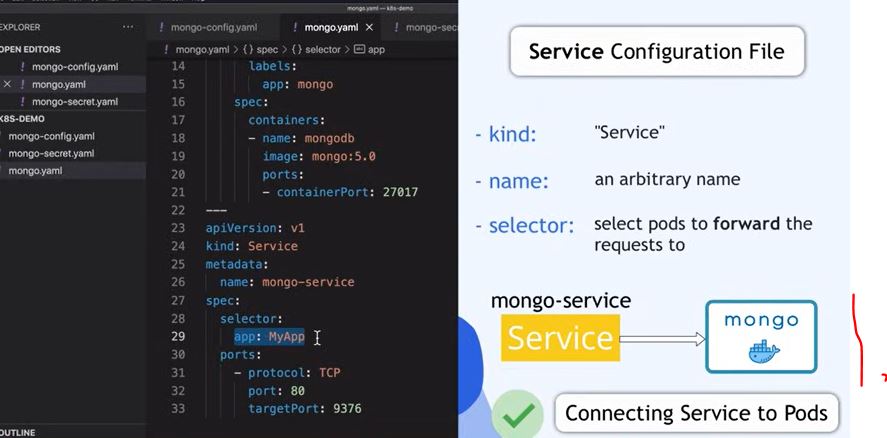 mongo.yaml — k8s-demo
EXPLORER
OPEN EDITORS
mongo-config.yaml
mongo.yaml
mongo-secret.yaml
K8S-DEMO
mongo-config.yaml
mongo-secret.yaml
mongo.yaml
OUTLINE
mongo-config.yaml
mongo.yaml
mongo-sec
mongo.yaml > {} spec > {} selector > app
14 labels:
15 app: mongo
16 spec:
17 containers:
18 - name: mongodb
19 image: mongo:5.0
20 ports:
21 - containerPort: 27017
22 ---
23 apiVersion: v1
24 kind: Service
25 metadata:
26 name: mongo-service
27 spec:
28 selector:
29 app: MyApp
30 ports:
31 - protocol: TCP
32 port: 80
33 targetPort: 9376
Service Configuration File
- kind: "Service"
- name: an arbitrary name
- selector: select pods to forward the
requests to
mongo-service
Service
mongo
Connecting Service to Pods